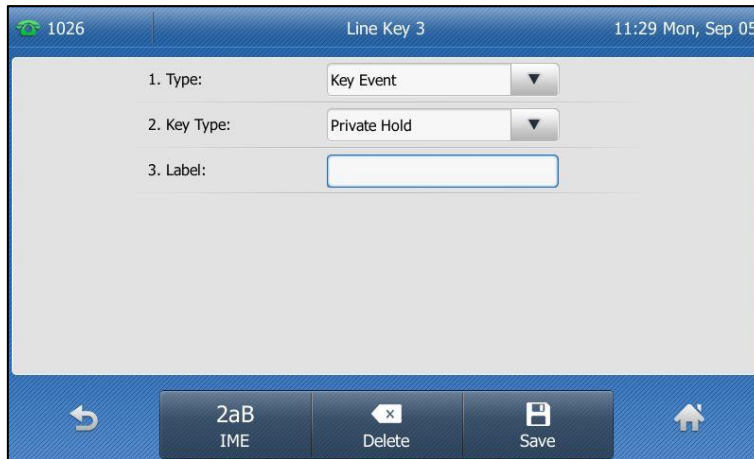 1026 Line Key 3 11:29 Mon, Sep 05
1. Type: Key Event
2. Key Type: Private Hold
3. Label:
2aB
IME Delete Save